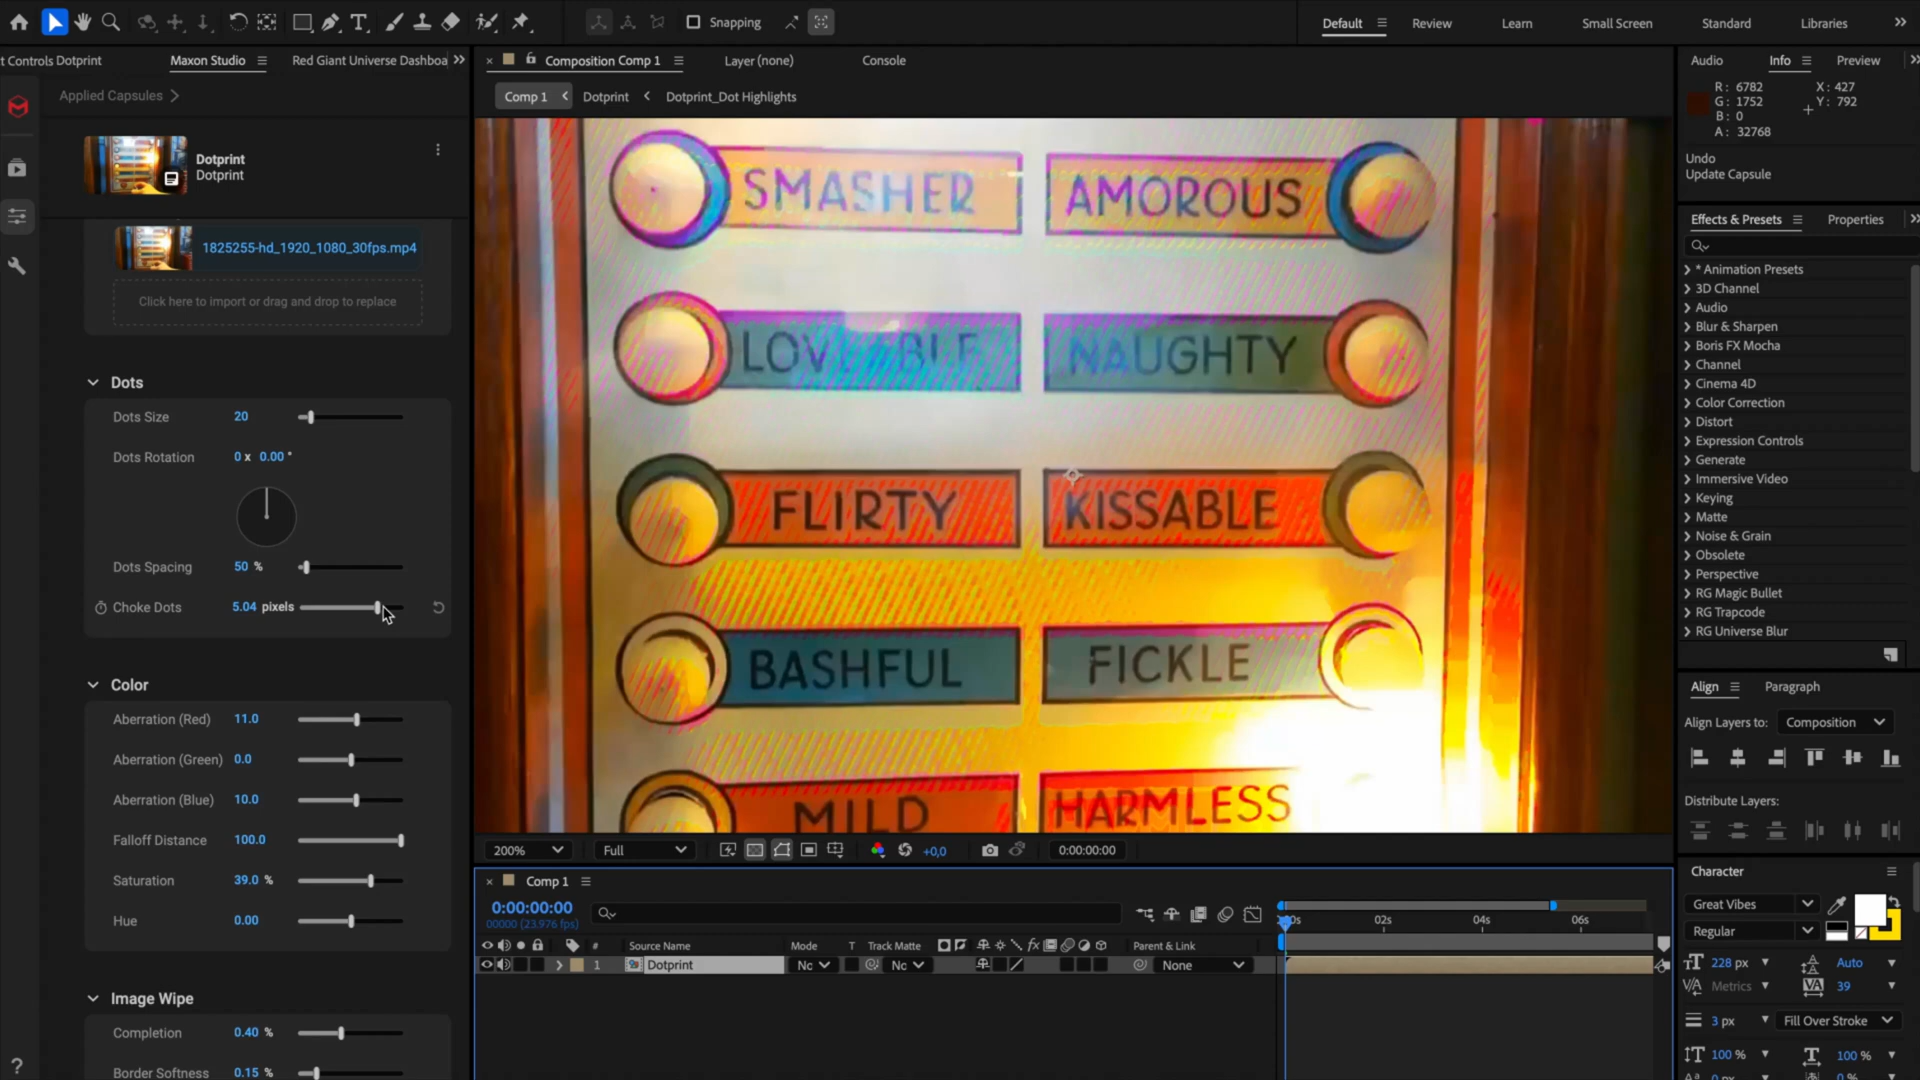 Snapping
Default
Review
Learn
Small Screen
Standard
Libraries
t Controls Dotprint
Maxon Studio
Red Giant Universe Dashboa
Composition Comp 1
Layer (none)
Console
Audio
Info
Preview
Applied Capsules
Comp 1
Dotprint
Dotprint_Dot Highlights
R: 6782
G: 1752
B: 0
A: 32768
X: 427
Y: 792
Undo
Update Capsule
Dotprint
Dotprint
1825255-hd_1920_1080_30fps.mp4
Click here to import or drag and drop to replace
Dots
Dots Size 20
Dots Rotation 0 x 0.00 °
Dots Spacing 50 %
Choke Dots 5.04 pixels
Color
Aberration (Red) 11.0
Aberration (Green) 0.0
Aberration (Blue) 10.0
Falloff Distance 100.0
Saturation 39.0 %
Hue 0.00
Image Wipe
Completion 0.40 %
Border Softness 0.15 %
?
SMASHER
AMOROUS
NAUGHTY
FLIRTY
KISSABLE
BASHFUL
FICKLE
MILD
HARMLESS
200%
Full
+0,0
0:00:00:00
Comp 1
0:00:00:00
00000 (23.976 fps)
00s
02s
04s
06s
#
Source Name
Mode
T
Track Matte
fx
Parent & Link
1
Dotprint
Nc
Nc
None
Effects & Presets
Properties
* Animation Presets
3D Channel
Audio
Blur & Sharpen
Boris FX Mocha
Channel
Cinema 4D
Color Correction
Distort
Expression Controls
Generate
Immersive Video
Keying
Matte
Noise & Grain
Obsolete
Perspective
RG Magic Bullet
RG Trapcode
RG Universe Blur
Align
Paragraph
Align Layers to: Composition
Distribute Layers:
Character
Great Vibes
Regular
228 px
Auto
Metrics
39
3 px
Fill Over Stroke
100 %
100 %